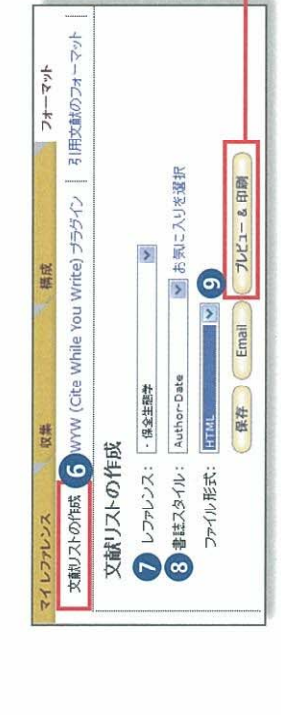 マイ レファレンス 収集 構成 フォーマット
文献リストの作成 6 WYW (Cite While You Write) プラグイン 引用文献のフォーマット
文献リストの作成
7 レファレンス: ・保全生態学
8 書誌スタイル: Author-Date お気に入りを選択
ファイル形式: HTML 9
保存 Email プレビュー & 印刷